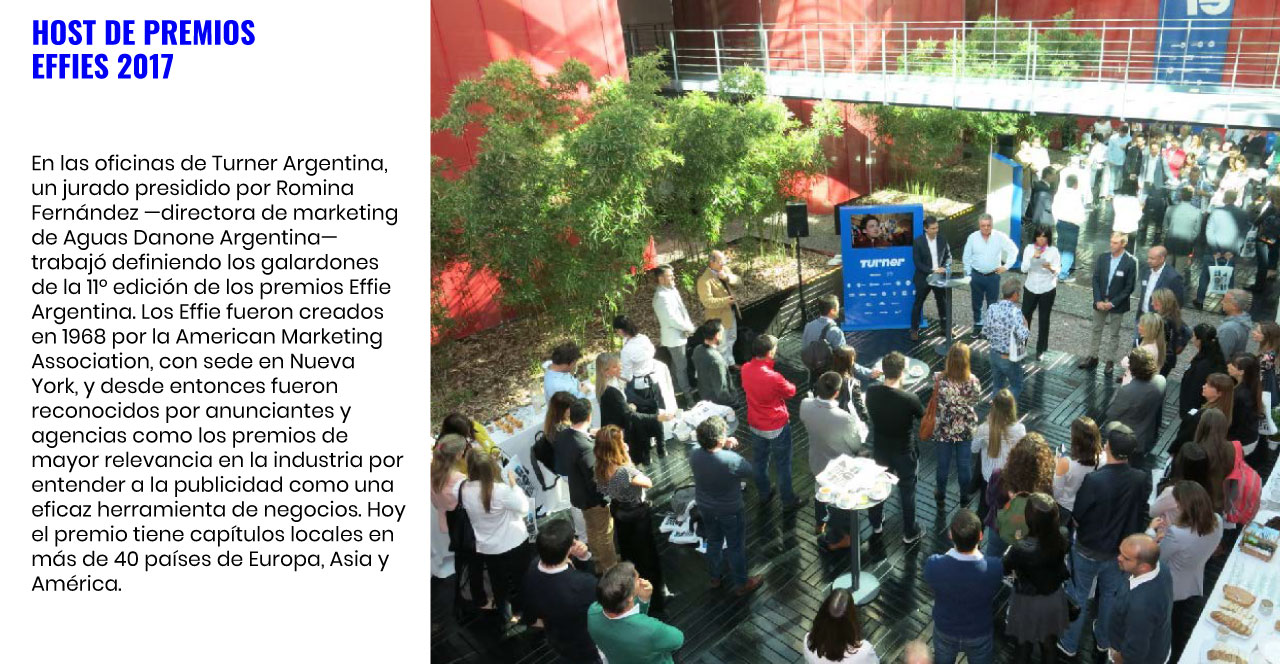 HOST DE PREMIOS
EFFIES 2017
En las oficinas de Turner Argentina,
un jurado presidido por Romina
Fernández —directora de marketing
de Aguas Danone Argentina—
trabajó definiendo los galardones
de la 11º edición de los premios Effie
Argentina. Los Effie fueron creados
en 1968 por la American Marketing
Association, con sede en Nueva
York, y desde entonces fueron
reconocidos por anunciantes y
agencias como los premios de
mayor relevancia en la industria por
entender a la publicidad como una
eficaz herramienta de negocios. Hoy
el premio tiene capítulos locales en
más de 40 países de Europa, Asia y
América.
Turner